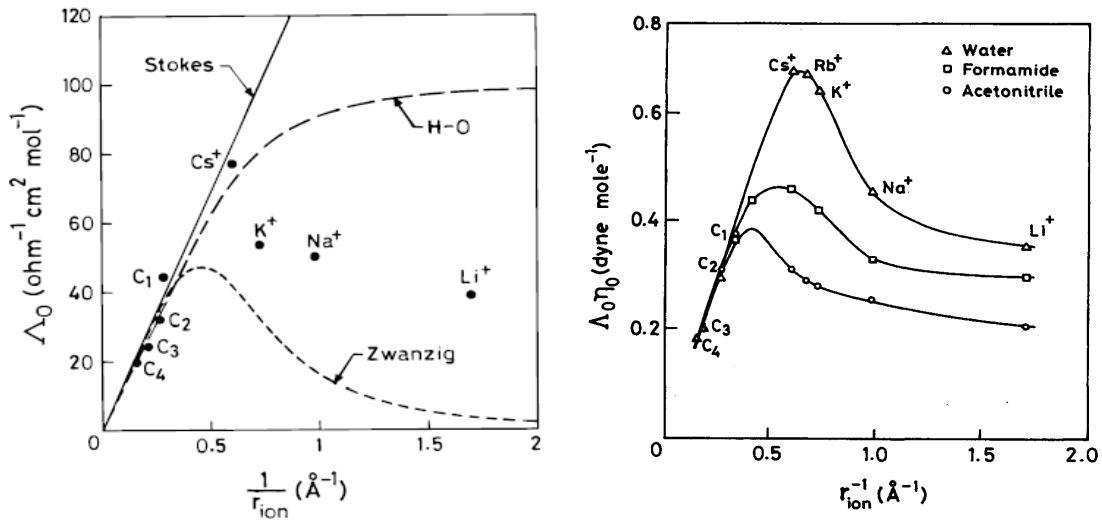 120
100
80
60
40
20
0
0.5
1
1.5
2
Λ₀ (ohm⁻¹ cm² mol⁻¹)
1/r_ion (Å⁻¹)
Stokes
H-O
Cs⁺
K⁺
Na⁺
Li⁺
C₁
C₂
C₃
C₄
Zwanzig
0.8
0.6
0.4
0.2
0
0.5
1.0
1.5
2.0
Λ₀η₀ (dyne mole⁻¹)
r_ion⁻¹ (Å⁻¹)
△ Water
□ Formamide
○ Acetonitrile
Cs⁺
Rb⁺
K⁺
Na⁺
Li⁺
C₁
C₂
C₃
C₄